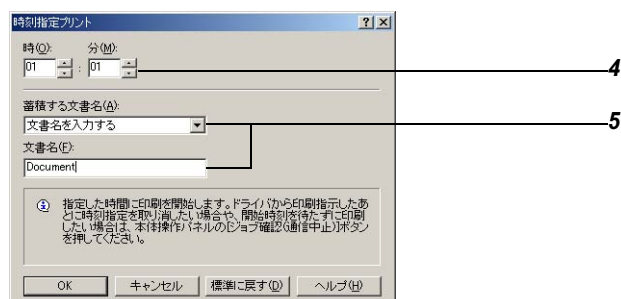 時刻指定プリント
時(O): 分(M):
01 : 01
4
蓄積する文書名(A):
文書名を入力する
5
文書名(F):
Document
指定した時間に印刷を開始します。ドライバから印刷指示したあ
とに時刻指定を取り消したい場合や、開始時刻を待たずに印刷
したい場合は、本体操作パネルの[ジョブ確認(通信中止)]ボタン
を押してください。
OK キャンセル 標準に戻す(D) ヘルプ(H)